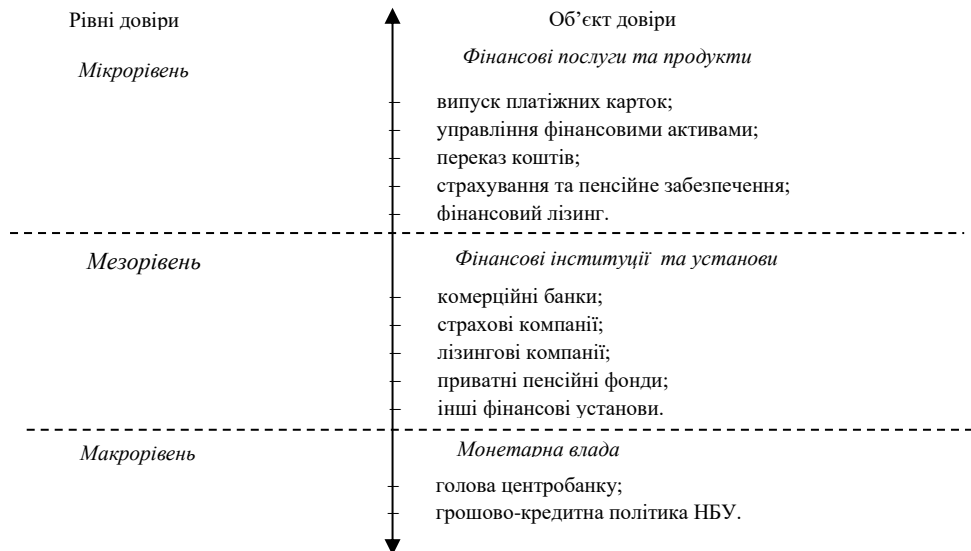 Рівні довіри
Об’єкт довіри
Мікрорівень
Фінансові послуги та продукти
випуск платіжних карток;
управління фінансовими активами;
переказ коштів;
страхування та пенсійне забезпечення;
фінансовий лізинг.
Мезорівень
Фінансові інституції та установи
комерційні банки;
страхові компанії;
лізингові компанії;
приватні пенсійні фонди;
інші фінансові установи.
Макрорівень
Монетарна влада
голова центробанку;
грошово-кредитна політика НБУ.